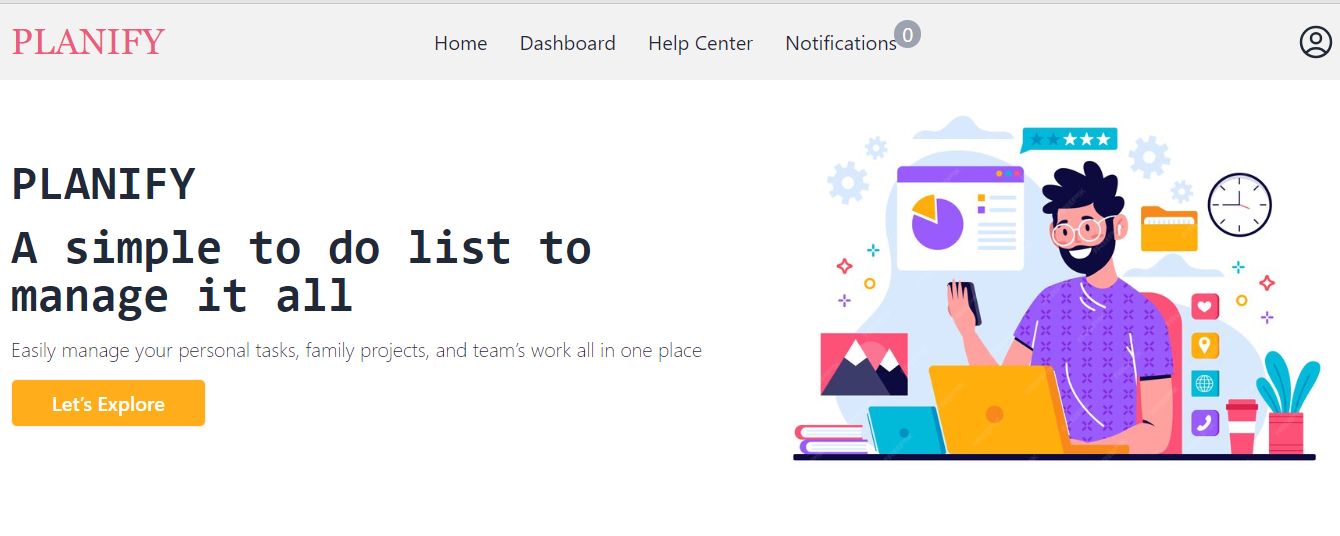 PLANIFY
Home Dashboard Help Center Notifications 0
PLANIFY
A simple to do list to
manage it all
Easily manage your personal tasks, family projects, and team’s work all in one place
Let’s Explore